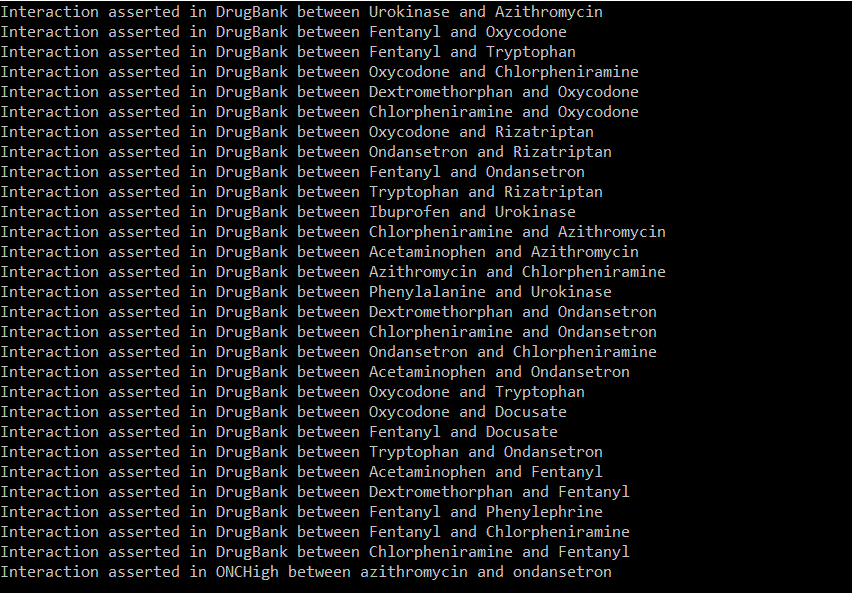 Interaction asserted in DrugBank between Urokinase and Azithromycin
Interaction asserted in DrugBank between Fentanyl and Oxycodone
Interaction asserted in DrugBank between Fentanyl and Tryptophan
Interaction asserted in DrugBank between Oxycodone and Chlorpheniramine
Interaction asserted in DrugBank between Dextromethorphan and Oxycodone
Interaction asserted in DrugBank between Chlorpheniramine and Oxycodone
Interaction asserted in DrugBank between Oxycodone and Rizatriptan
Interaction asserted in DrugBank between Ondansetron and Rizatriptan
Interaction asserted in DrugBank between Fentanyl and Ondansetron
Interaction asserted in DrugBank between Tryptophan and Rizatriptan
Interaction asserted in DrugBank between Ibuprofen and Urokinase
Interaction asserted in DrugBank between Chlorpheniramine and Azithromycin
Interaction asserted in DrugBank between Acetaminophen and Azithromycin
Interaction asserted in DrugBank between Azithromycin and Chlorpheniramine
Interaction asserted in DrugBank between Phenylalanine and Urokinase
Interaction asserted in DrugBank between Dextromethorphan and Ondansetron
Interaction asserted in DrugBank between Chlorpheniramine and Ondansetron
Interaction asserted in DrugBank between Ondansetron and Chlorpheniramine
Interaction asserted in DrugBank between Acetaminophen and Ondansetron
Interaction asserted in DrugBank between Oxycodone and Tryptophan
Interaction asserted in DrugBank between Oxycodone and Docusate
Interaction asserted in DrugBank between Fentanyl and Docusate
Interaction asserted in DrugBank between Tryptophan and Ondansetron
Interaction asserted in DrugBank between Acetaminophen and Fentanyl
Interaction asserted in DrugBank between Dextromethorphan and Fentanyl
Interaction asserted in DrugBank between Fentanyl and Phenylephrine
Interaction asserted in DrugBank between Fentanyl and Chlorpheniramine
Interaction asserted in DrugBank between Chlorpheniramine and Fentanyl
Interaction asserted in ONCHigh between azithromycin and ondansetron